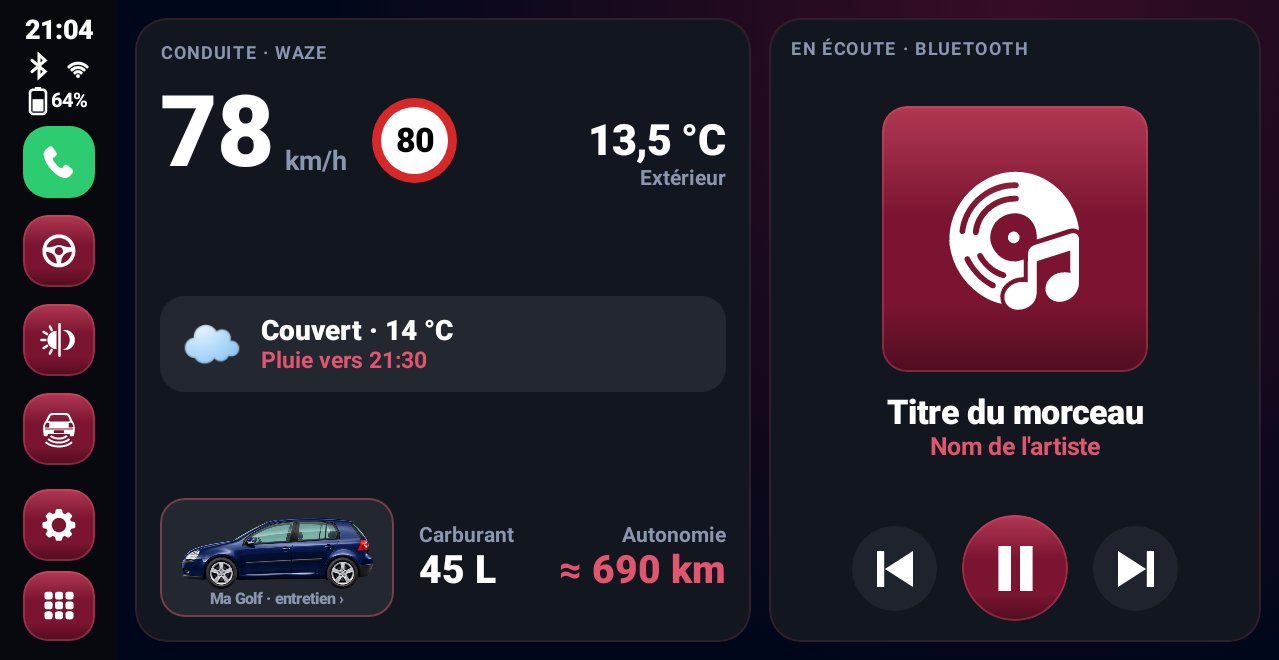 21:04
64%
CONDUITE · WAZE
78 km/h
80
13,5 °C
Extérieur
Couvert · 14 °C
Pluie vers 21:30
Ma Golf · entretien ›
Carburant
45 L
Autonomie
≈ 690 km
EN ÉCOUTE · BLUETOOTH
Titre du morceau
Nom de l'artiste